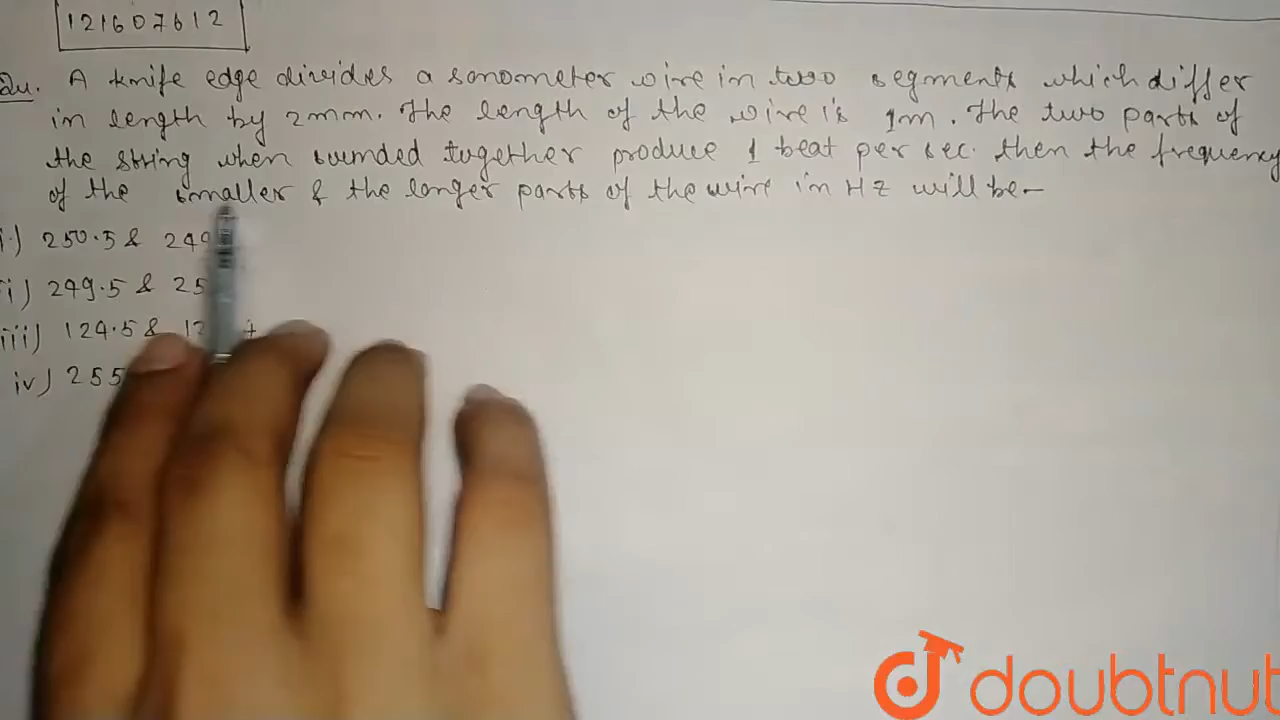 121607612
Qu. A knife edge divides a sonometer wire in two segments which differ
in length by 2mm. The length of the wire is 1m. The two parts of
the string when sounded together produce 1 beat per sec. then the frequency
of the smaller & the longer parts of the wire in HZ will be-
i) 250.5 & 249
ii) 249.5 & 25
iii) 124.5 &
iv) 255
doubtnut